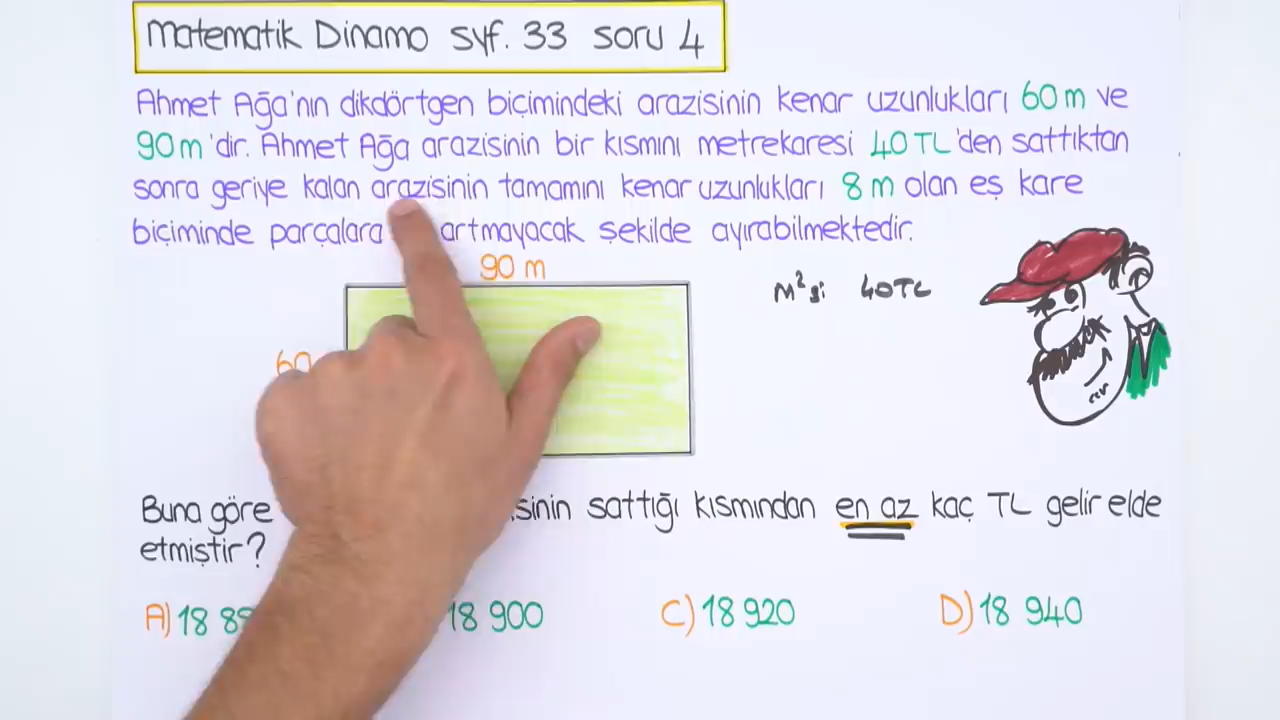 Matematik Dinamo syf. 33 soru 4
Ahmet Ağa'nın dikdörtgen biçimindeki arazisinin kenar uzunlukları 60 m ve
90 m 'dir. Ahmet Ağa arazisinin bir kısmını metrekaresi 40 TL 'den sattıktan
sonra geriye kalan arazisinin tamamını kenar uzunlukları 8 m olan eş kare
biçiminde parçalara artmayacak şekilde ayırabilmektedir.
90 m
m²si 40TL
60
Buna göre sinin sattığı kısmından en az kaç TL gelir elde
etmiştir?
A) 18 88 18 900 C) 18 920 D) 18 940